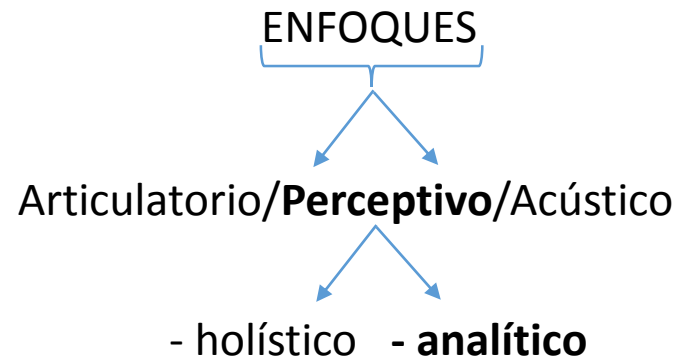 ENFOQUES
Articulatorio/Perceptivo/Acústico
- holístico - analítico